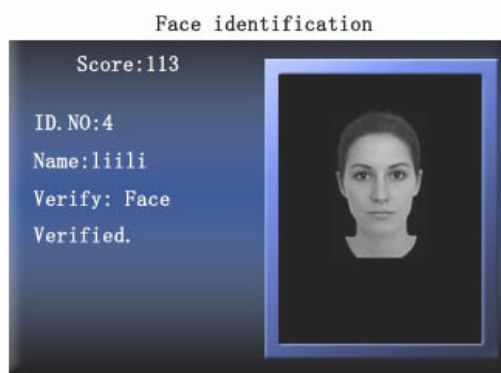 Face identification
Score:113
ID.NO:4
Name:liili
Verify: Face
Verified.